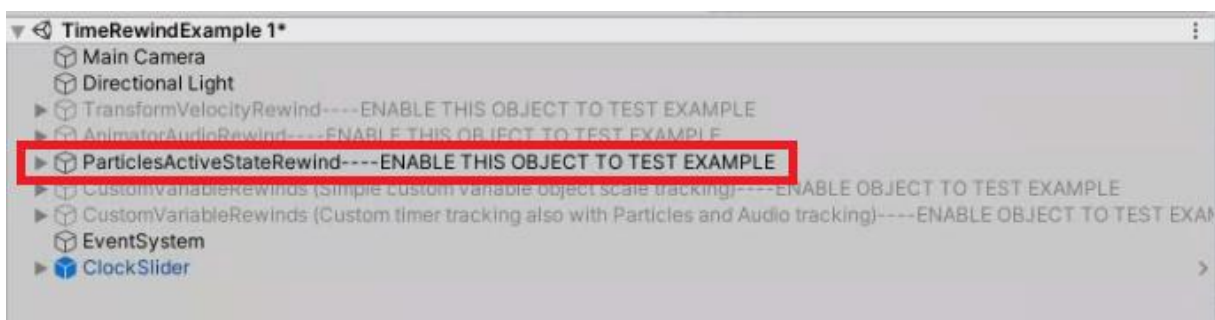 TimeRewindExample 1*
Main Camera
Directional Light
TransformVelocityRewind----ENABLE THIS OBJECT TO TEST EXAMPLE
AnimatorAudioRewind----ENABLE THIS OBJECT TO TEST EXAMPLE
ParticlesActiveStateRewind----ENABLE THIS OBJECT TO TEST EXAMPLE
CustomVariableRewinds (Simple custom variable object scale tracking)----ENABLE OBJECT TO TEST EXAMPLE
CustomVariableRewinds (Custom timer tracking also with Particles and Audio tracking)----ENABLE OBJECT TO TEST EXAM
EventSystem
ClockSlider